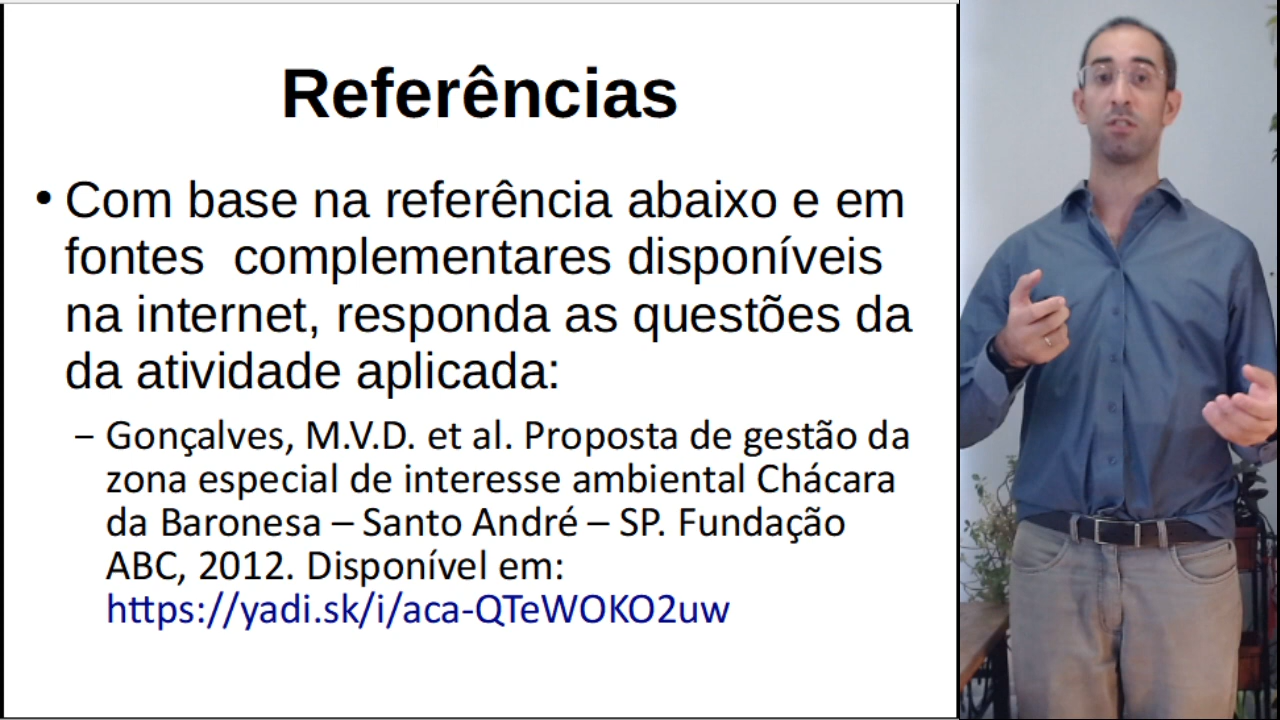 Referências
• Com base na referência abaixo e em
fontes  complementares disponíveis
na internet, responda as questões da
da atividade aplicada:
– Gonçalves, M.V.D. et al. Proposta de gestão da
zona especial de interesse ambiental Chácara
da Baronesa – Santo André – SP. Fundação
ABC, 2012. Disponível em:
https://yadi.sk/i/aca-QTeWOKO2uw